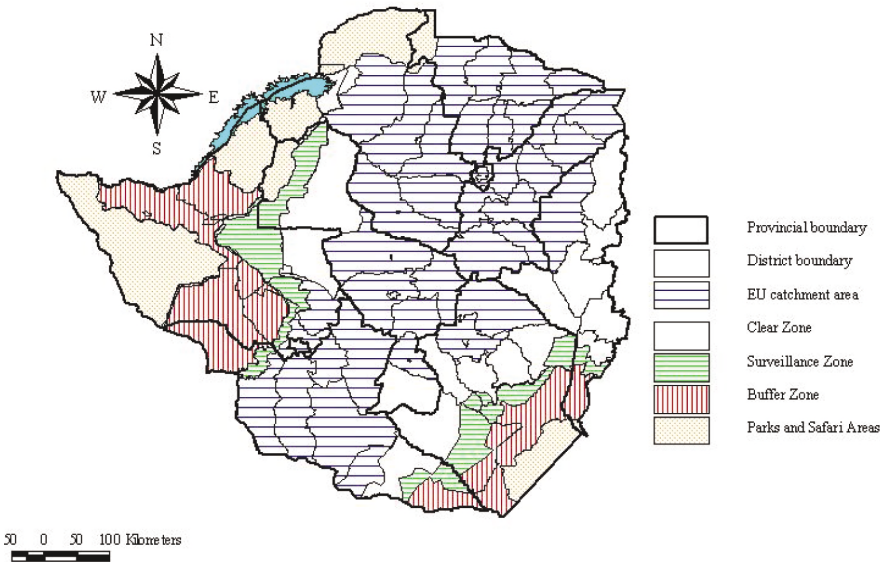 N
W
E
S
Provincial boundary
District boundary
EU catchment area
Clear Zone
Surveillance Zone
Buffer Zone
Parks and Safari Areas
50 0 50 100 Kilometers